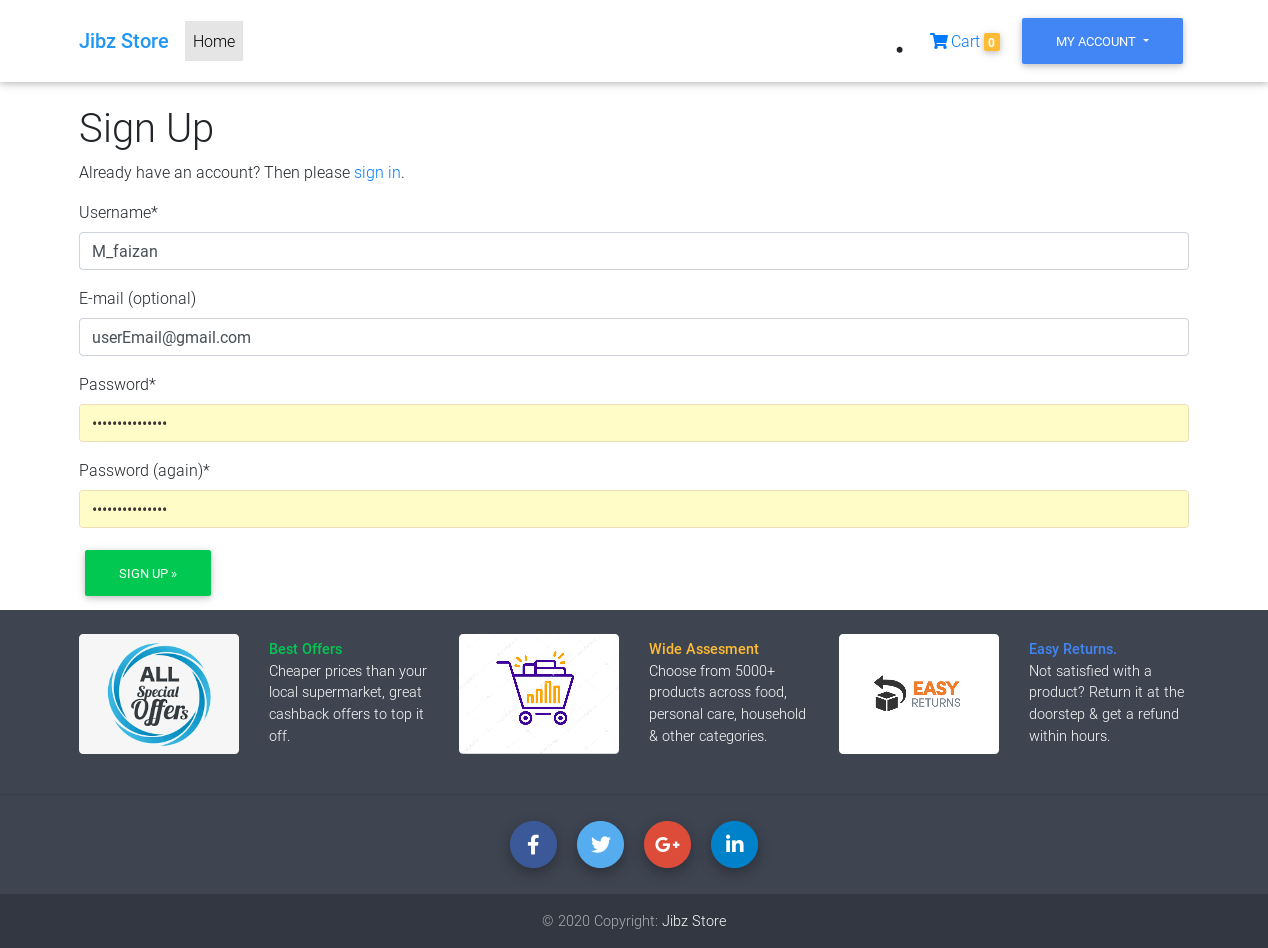 Jibz Store
Home
Cart 0
MY ACCOUNT
Sign Up
Already have an account? Then please sign in.
Username*
M_faizan
E-mail (optional)
userEmail@gmail.com
Password*
•••••••••••••••
Password (again)*
•••••••••••••••
SIGN UP »
ALL
Special
Offers
Best Offers
Cheaper prices than your
local supermarket, great
cashback offers to top it
off.
Wide Assesment
Choose from 5000+
products across food,
personal care, household
& other categories.
EASY
RETURNS
Easy Returns.
Not satisfied with a
product? Return it at the
doorstep & get a refund
within hours.
© 2020 Copyright: Jibz Store